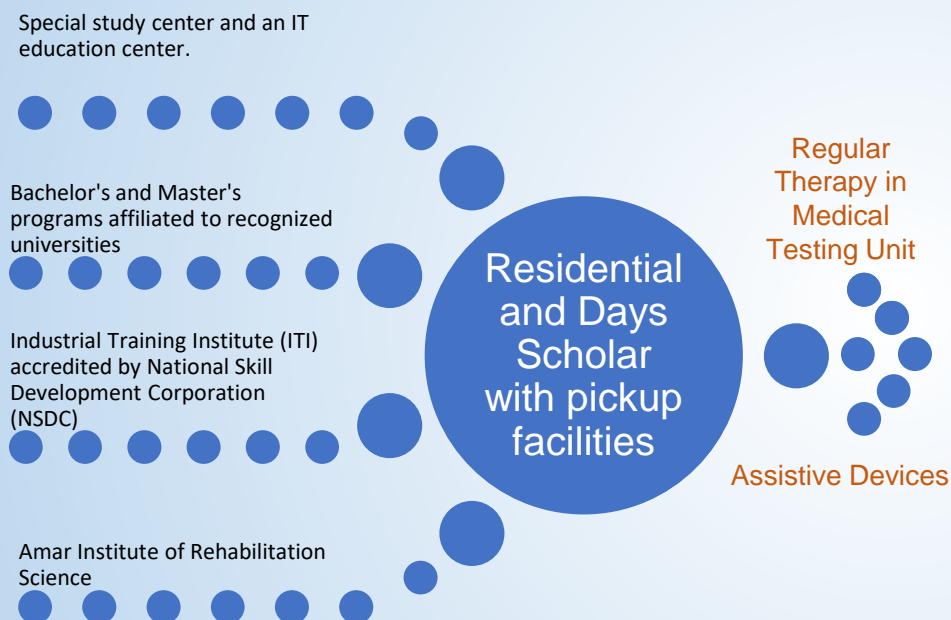 Special study center and an IT
education center.
Bachelor's and Master's
programs affiliated to recognized
universities
Industrial Training Institute (ITI)
accredited by National Skill
Development Corporation
(NSDC)
Amar Institute of Rehabilitation
Science
Residential
and Days
Scholar
with pickup
facilities
Regular
Therapy in
Medical
Testing Unit
Assistive Devices